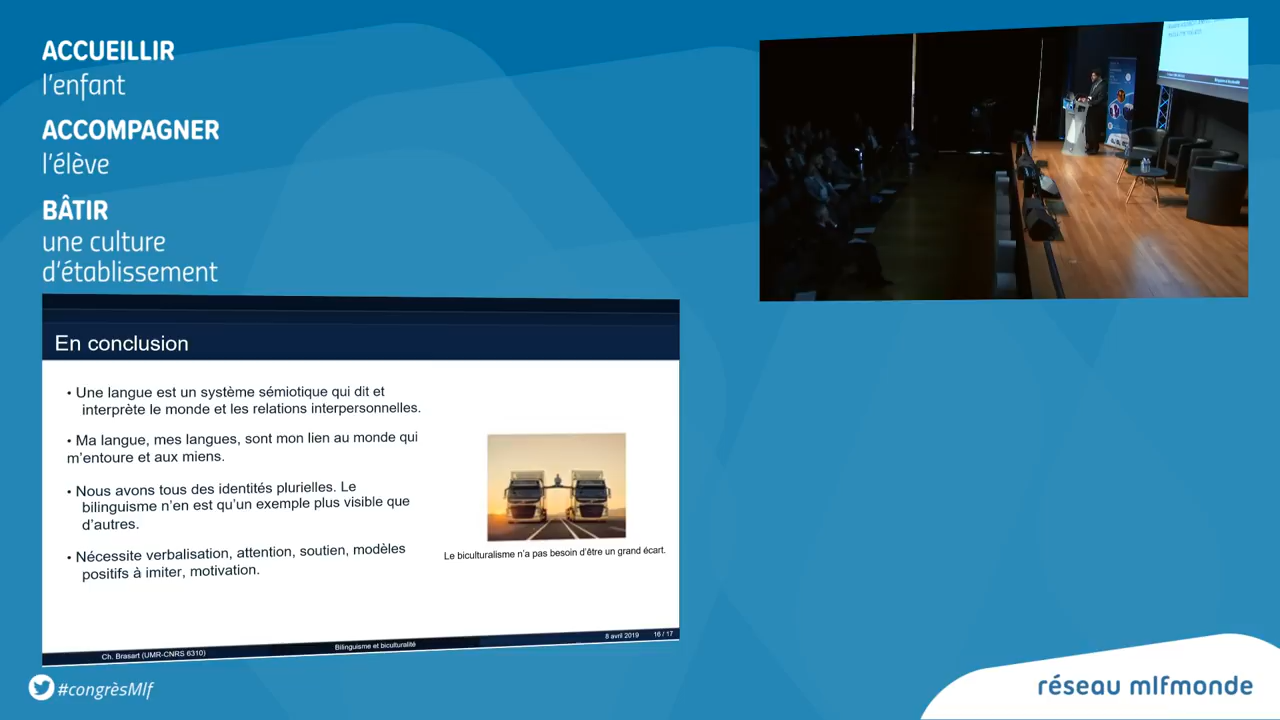 ACCUEILLIR
l'enfant
ACCOMPAGNER
l'élève
BÂTIR
une culture
d'établissement
En conclusion
• Une langue est un système sémiotique qui dit et
interprète le monde et les relations interpersonnelles.
• Ma langue, mes langues, sont mon lien au monde qui
m'entoure et aux miens.
• Nous avons tous des identités plurielles. Le
bilinguisme n'en est qu'un exemple plus visible que
d'autres.
• Nécessite verbalisation, attention, soutien, modèles
positifs à imiter, motivation.
Le biculturalisme n'a pas besoin d'être un grand écart.
Ch. Brasart (UMR-CNRS 6310)
Bilinguisme et biculturalité
8 avril 2019
16 / 17
#congrèsMlf
réseau mlfmonde